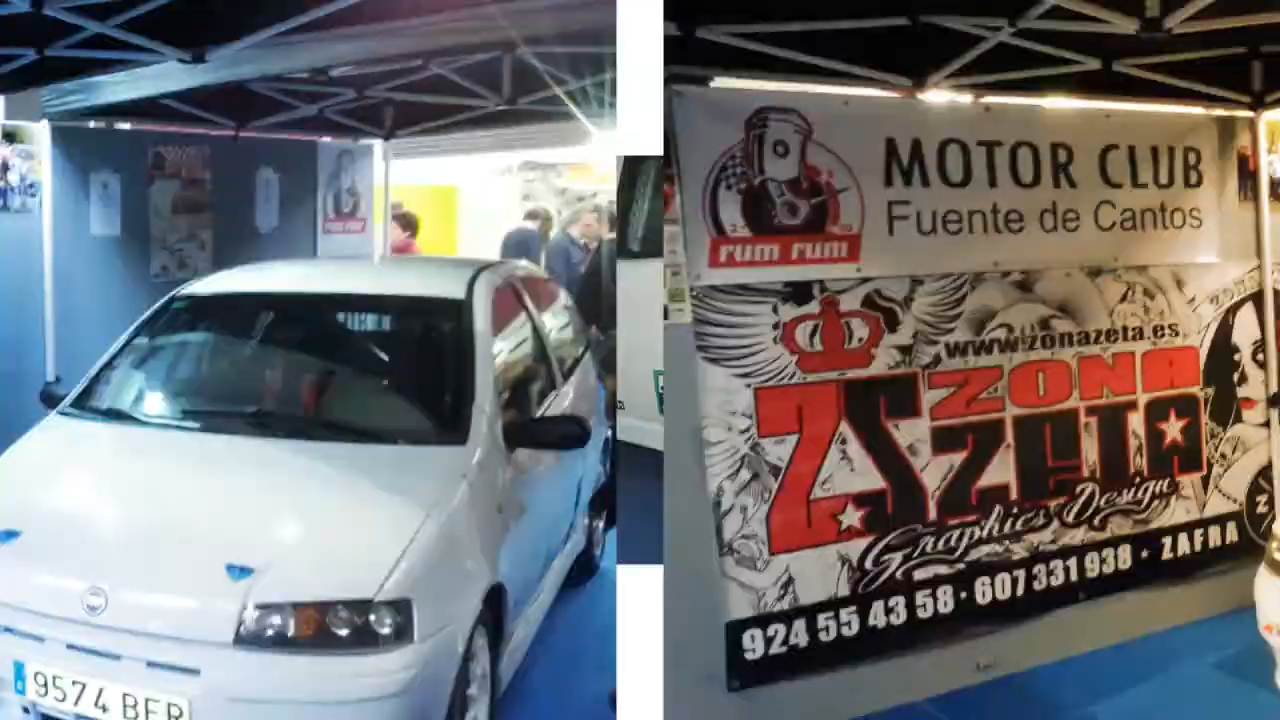 9574 BER
MOTOR CLUB
Fuente de Cantos
rum rum
www.zonazeta.es
ZZ ZONA
ZETA
Graphics Design
924 55 43 58 · 607 331 938 · ZAFRA